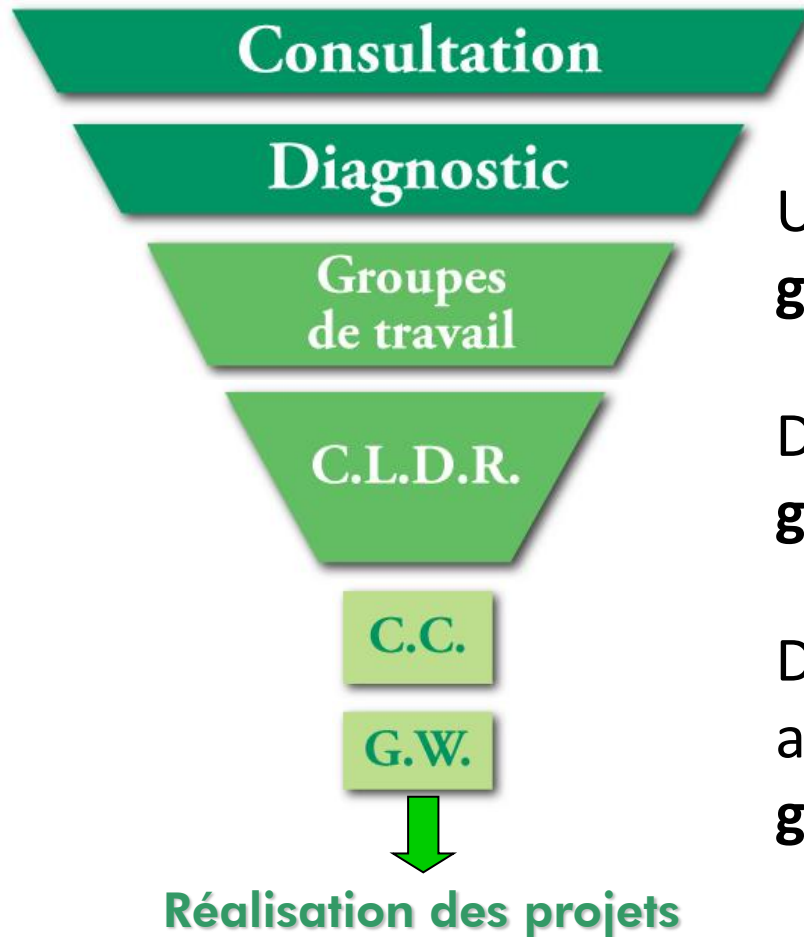 Consultation
Diagnostic
Groupes
de travail
C.L.D.R.
C.C.
G.W.
Réalisation des projets
U
g
D
g
D
a
g